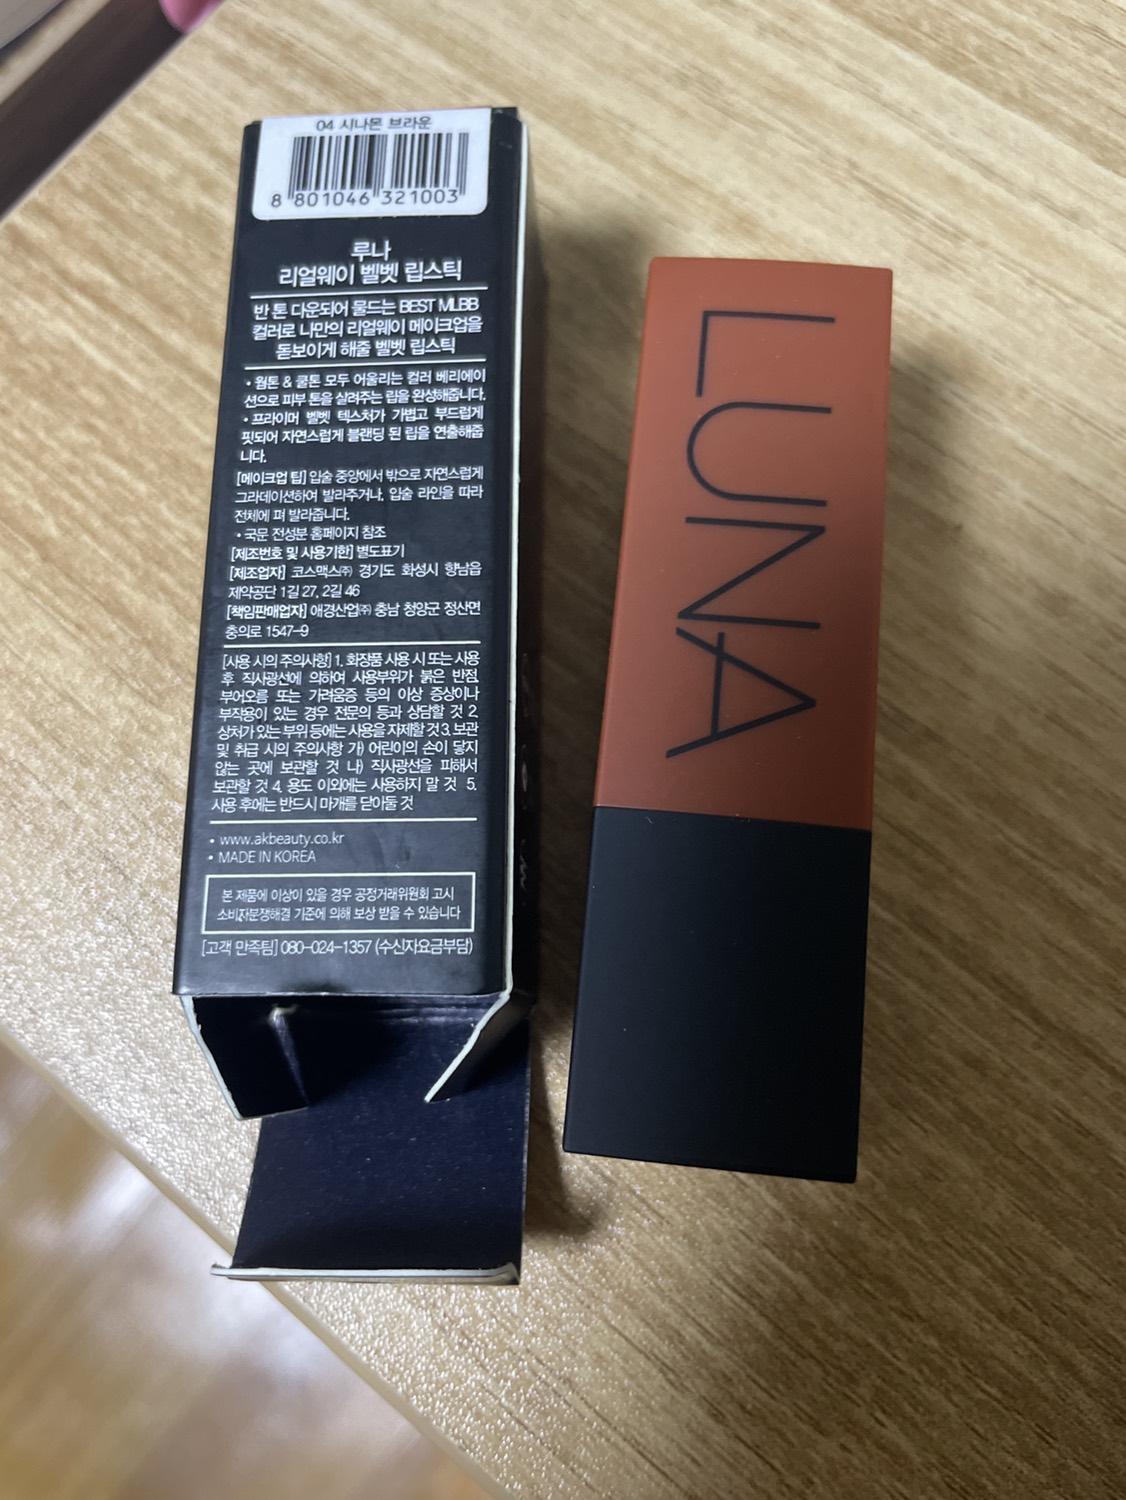 04 시나몬 브라운
8 801046 321003
루나
리얼웨이 벨벳 립스틱
반 톤 다운되어 물드는 BEST MLBB
컬러로 나만의 리얼웨이 메이크업을
돋보이게 해줄 벨벳 립스틱
• 웜톤 & 쿨톤 모두 어울리는 컬러 베리에이
션으로 피부 톤을 살려주는 립을 완성해줍니다.
• 프라이머 벨벳 텍스처가 가볍고 부드럽게
핏되어 자연스럽게 블랜딩 된 립을 연출해줍
니다.
[메이크업 팁] 입술 중앙에서 밖으로 자연스럽게
그라데이션하여 발라주거나, 입술 라인을 따라
전체에 펴 발라줍니다.
• 국문 전성분 홈페이지 참조
[제조번호 및 사용기한] 별도표기
[제조업자] 코스맥스㈜ 경기도 화성시 향남읍
제약공단 1길 27, 2길 46
[책임판매업자] 애경산업㈜ 충남 청양군 정산면
충의로 1547-9
[사용 시의 주의사항] 1. 화장품 사용 시 또는 사용
후 직사광선에 의하여 사용부위가 붉은 반점,
부어오름 또는 가려움증 등의 이상 증상이나
부작용이 있는 경우 전문의 등과 상담할 것 2.
상처가 있는 부위 등에는 사용을 자제할 것 3. 보관
및 취급 시의 주의사항 가) 어린이의 손이 닿지
않는 곳에 보관할 것 나) 직사광선을 피해서
보관할 것 4. 용도 이외에는 사용하지 말 것 5.
사용 후에는 반드시 마개를 닫아둘 것
• www.akbeauty.co.kr
• MADE IN KOREA
본 제품에 이상이 있을 경우 공정거래위원회 고시
소비자분쟁해결 기준에 의해 보상 받을 수 있습니다
[고객 만족팀] 080-024-1357 (수신자요금부담)
LUNA